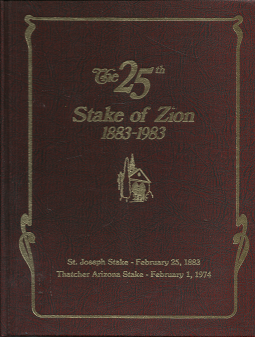 The 25th
Stake of Zion
1883-1983
St. Joseph Stake - February 25, 1883
Thatcher Arizona Stake - February 1, 1974